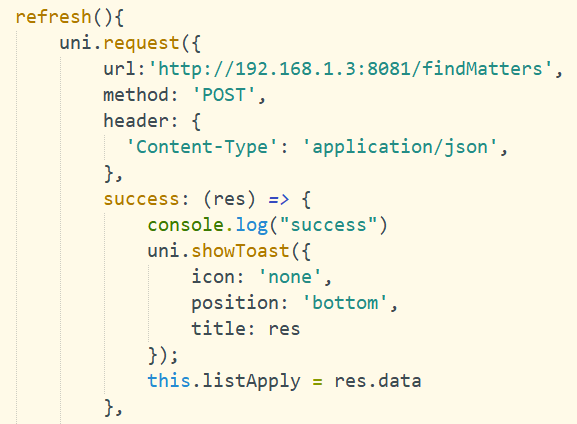 refresh(){
uni.request({
url:'http://192.168.1.3:8081/findMatters',
method: 'POST',
header: {
'Content-Type': 'application/json',
},
success: (res) => {
console.log("success")
uni.showToast({
icon: 'none',
position: 'bottom',
title: res
});
this.listApply = res.data
},